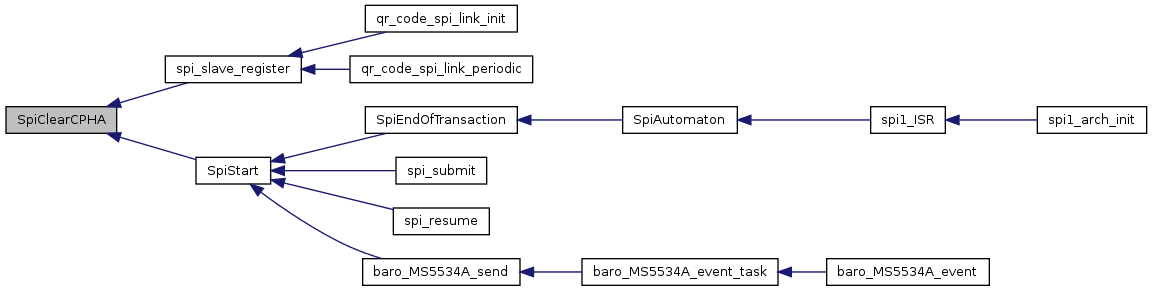 qr_code_spi_link_init
spi_slave_register
qr_code_spi_link_periodic
SpiClearCPHA
SpiEndOfTransaction
SpiAutomaton
spi1_ISR
spi1_arch_init
SpiStart
spi_submit
spi_resume
baro_MS5534A_send
baro_MS5534A_event_task
baro_MS5534A_event